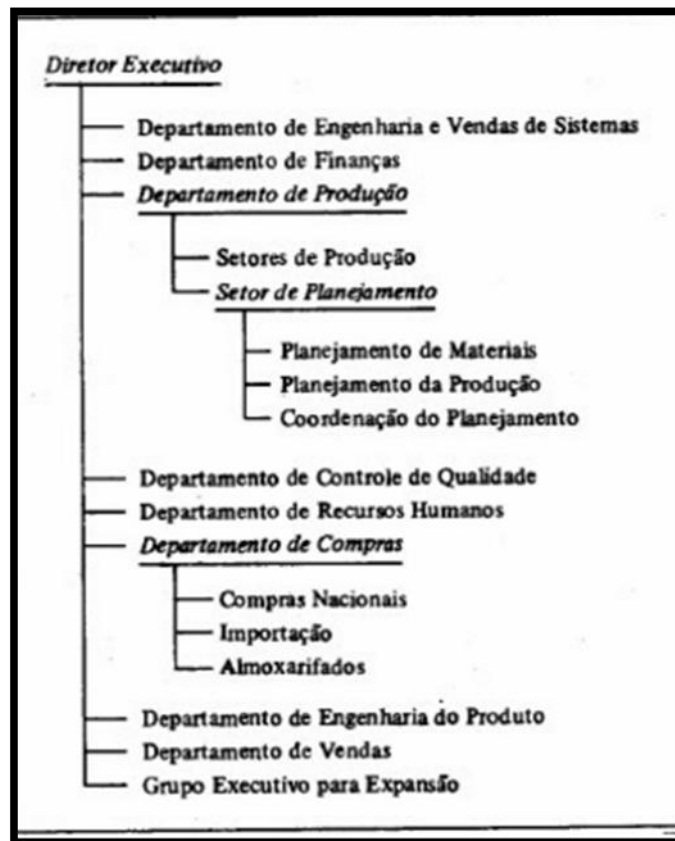 Diretor Executivo
Departamento de Engenharia e Vendas de Sistemas
Departamento de Finanças
Departamento de Produção
Setores de Produção
Setor de Planejamento
Planejamento de Materiais
Planejamento da Produção
Coordenação do Planejamento
Departamento de Controle de Qualidade
Departamento de Recursos Humanos
Departamento de Compras
Compras Nacionais
Importação
Almoxarifados
Departamento de Engenharia do Produto
Departamento de Vendas
Grupo Executivo para Expansão